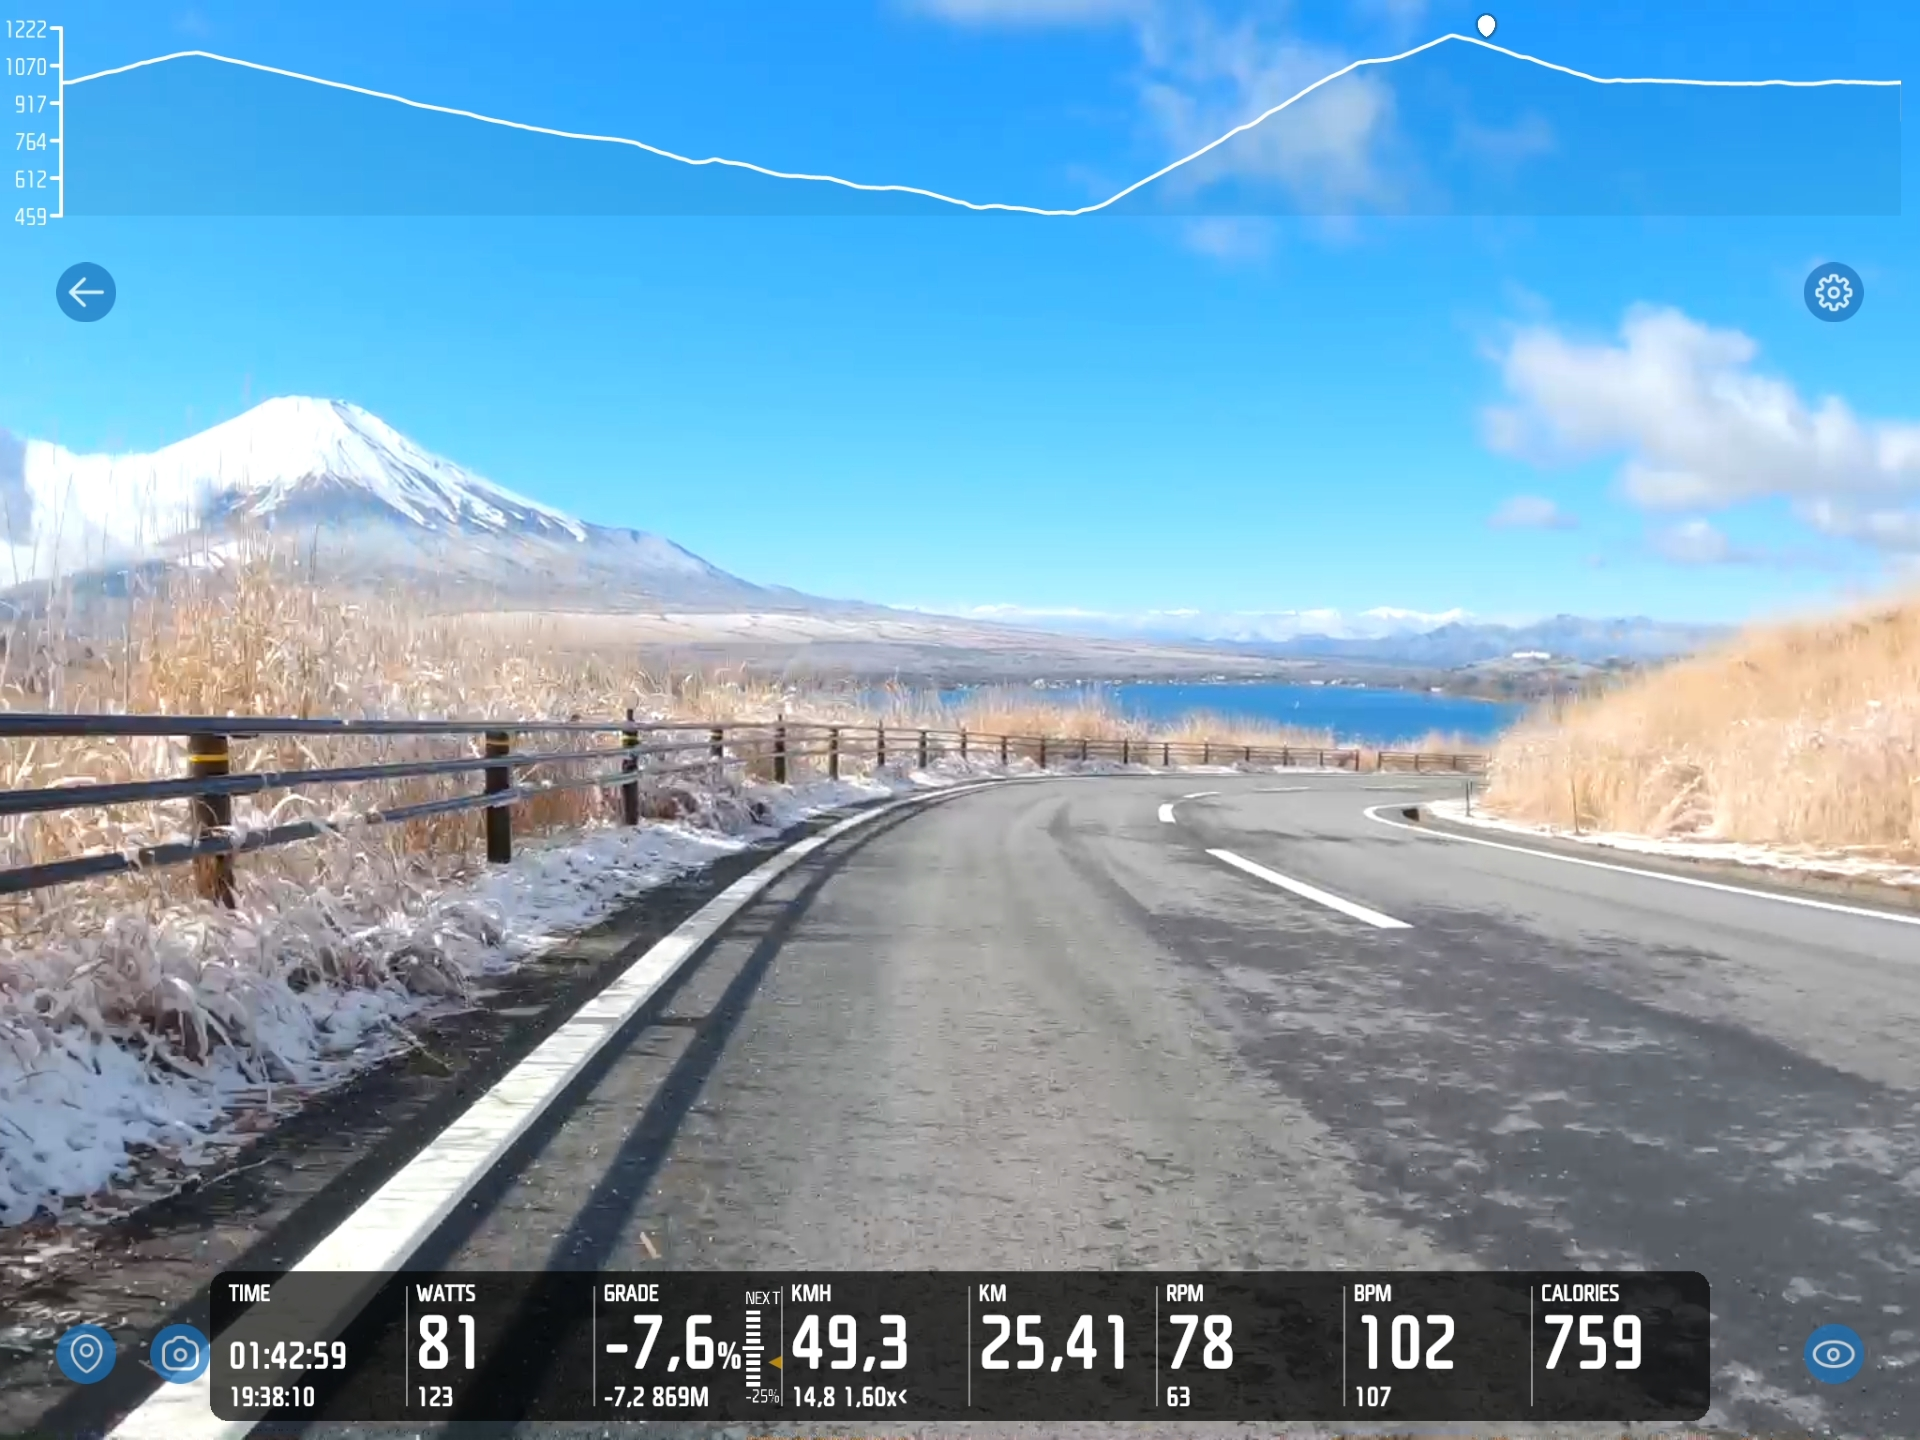 1222
1070
917
764
612
459
TIME
01:42:59
19:38:10
WATTS
81
123
GRADE
-7,6%
-7,2 869M
NEXT
-25%
KMH
49,3
14,8 1,60x<
KM
25,41
RPM
78
63
BPM
102
107
CALORIES
759